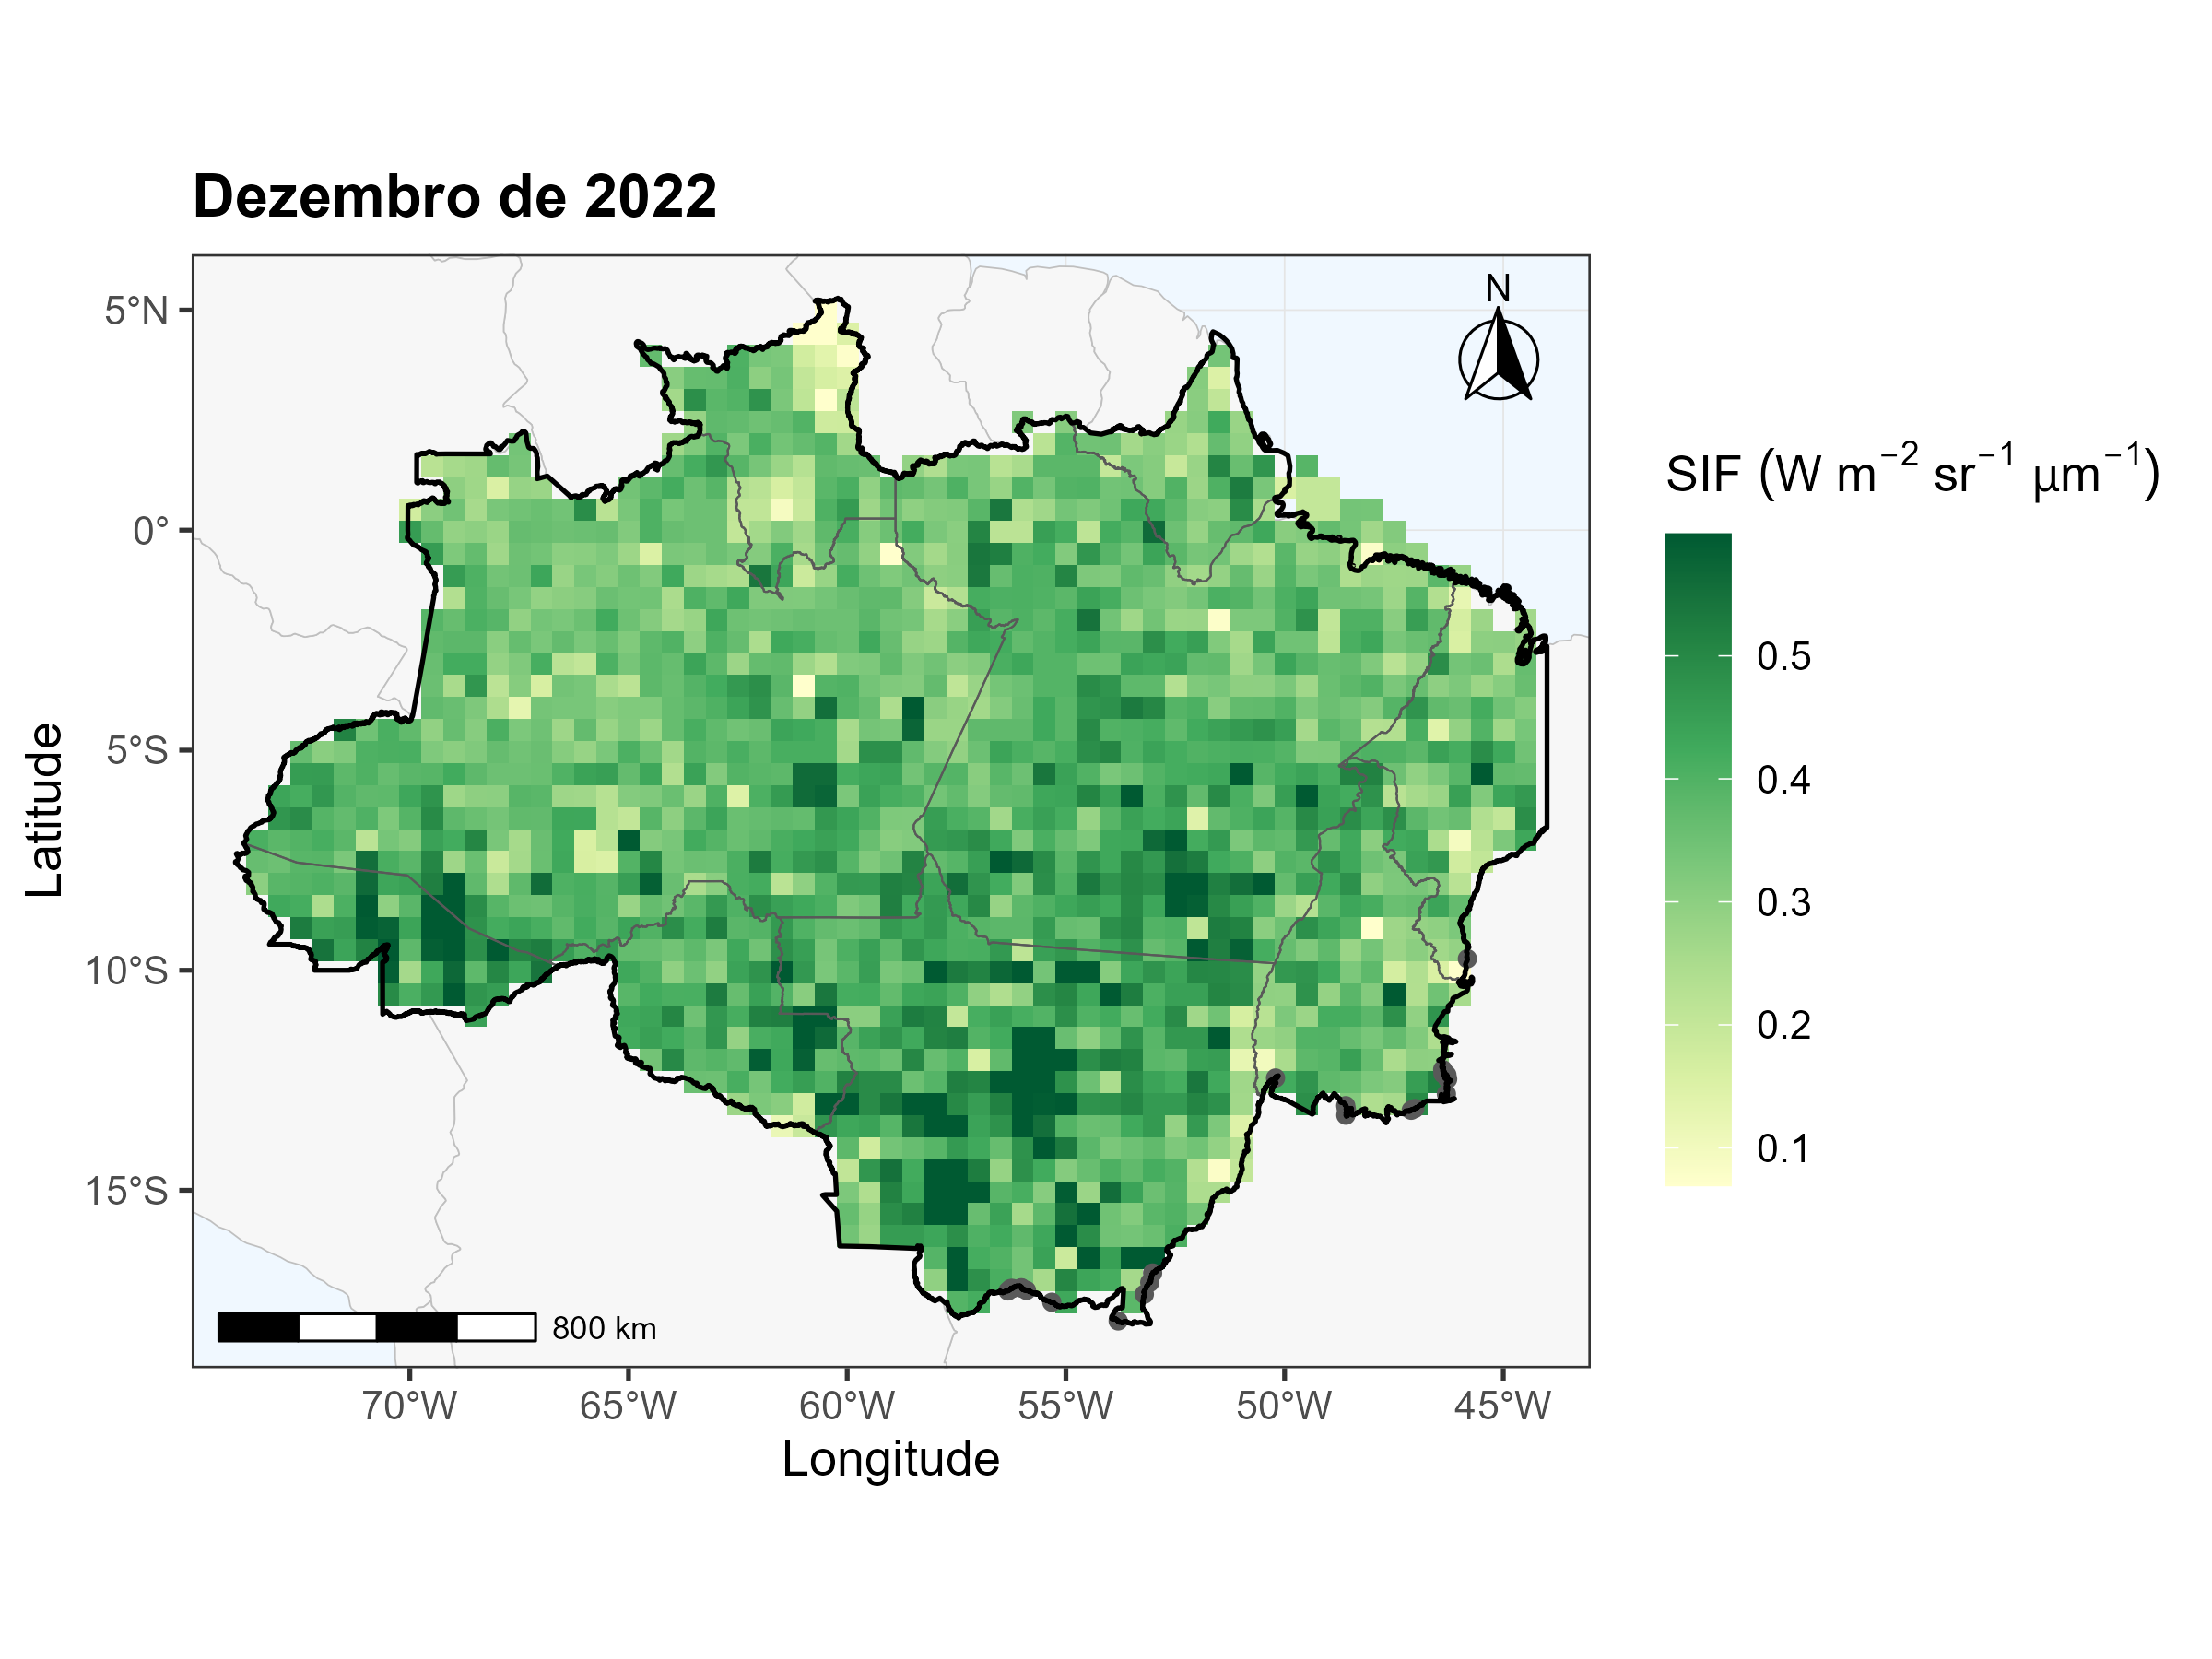 Dezembro de 2022
N
5°N
0°
5°S
10°S
15°S
Latitude
800 km
70°W 65°W 60°W 55°W 50°W 45°W
Longitude
SIF (W m⁻² sr⁻¹ µm⁻¹)
0.5
0.4
0.3
0.2
0.1